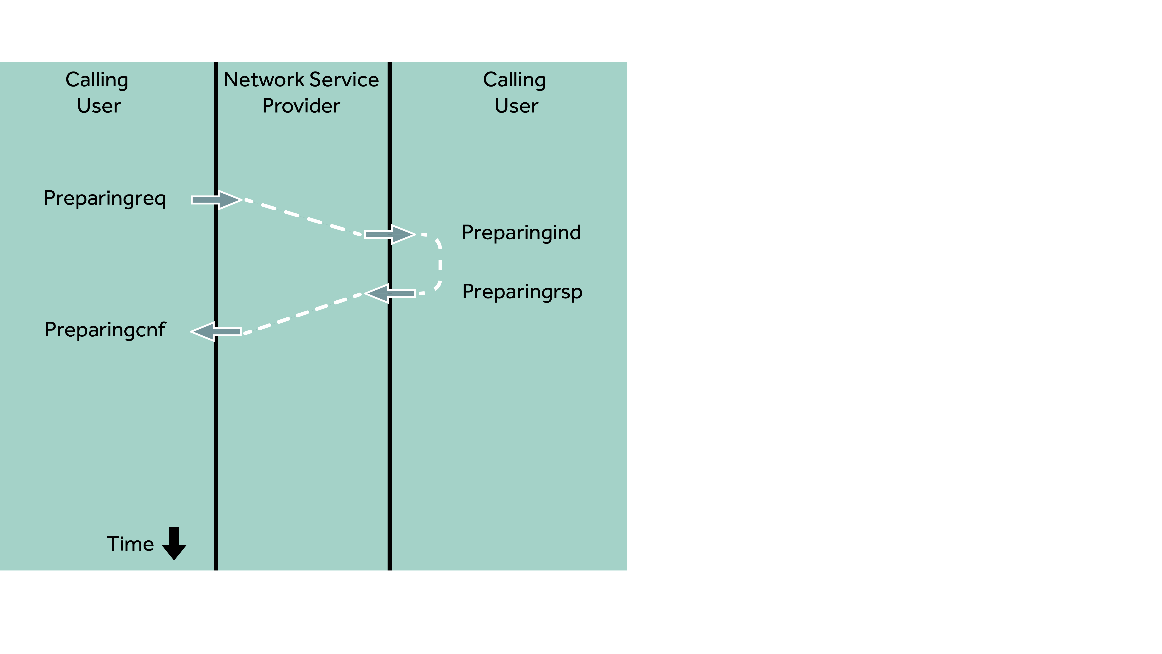 Calling
User
Network Service
Provider
Calling
User
Preparingreq
Preparingind
Preparingrsp
Preparingcnf
Time